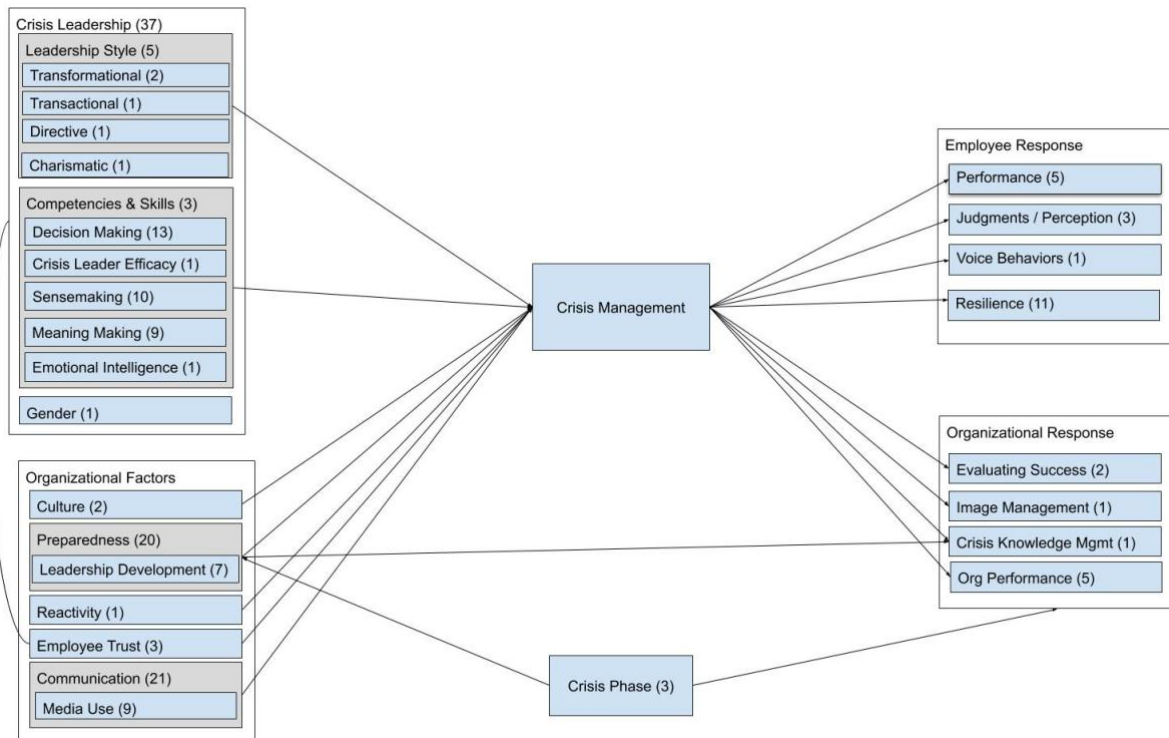 Crisis Leadership (37)
Leadership Style (5)
Transformational (2)
Transactional (1)
Directive (1)
Charismatic (1)
Competencies & Skills (3)
Decision Making (13)
Crisis Leader Efficacy (1)
Sensemaking (10)
Meaning Making (9)
Emotional Intelligence (1)
Gender (1)
Organizational Factors
Culture (2)
Preparedness (20)
Leadership Development (7)
Reactivity (1)
Employee Trust (3)
Communication (21)
Media Use (9)
Crisis Management
Crisis Phase (3)
Employee Response
Performance (5)
Judgments / Perception (3)
Voice Behaviors (1)
Resilience (11)
Organizational Response
Evaluating Success (2)
Image Management (1)
Crisis Knowledge Mgmt (1)
Org Performance (5)